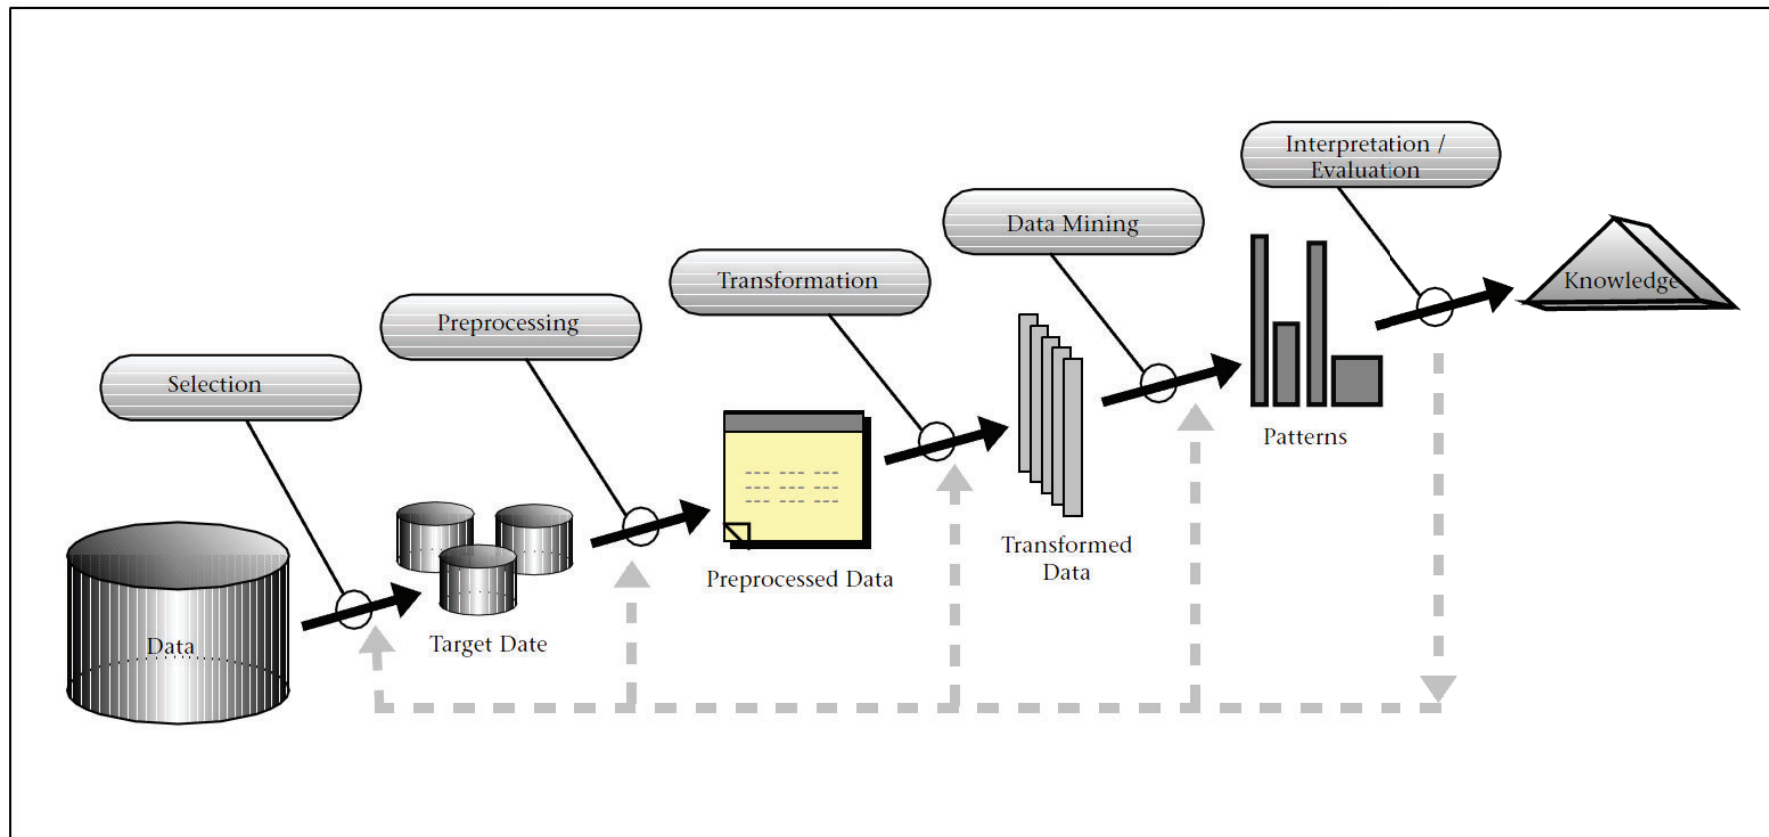 Interpretation /
Evaluation
Data Mining
Transformation
Preprocessing
Selection
Data
Target Date
Preprocessed Data
Transformed
Data
Patterns
Knowledge